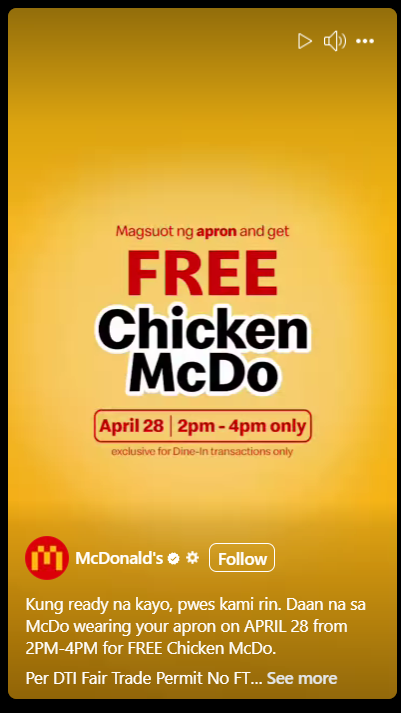 Magsuot ng apron and get
FREE
Chicken
McDo
April 28 | 2pm - 4pm only
exclusive for Dine-In transactions only
McDonald's
Follow
Kung ready na kayo, pwes kami rin. Daan na sa
McDo wearing your apron on APRIL 28 from
2PM-4PM for FREE Chicken McDo.
Per DTI Fair Trade Permit No FT... See more